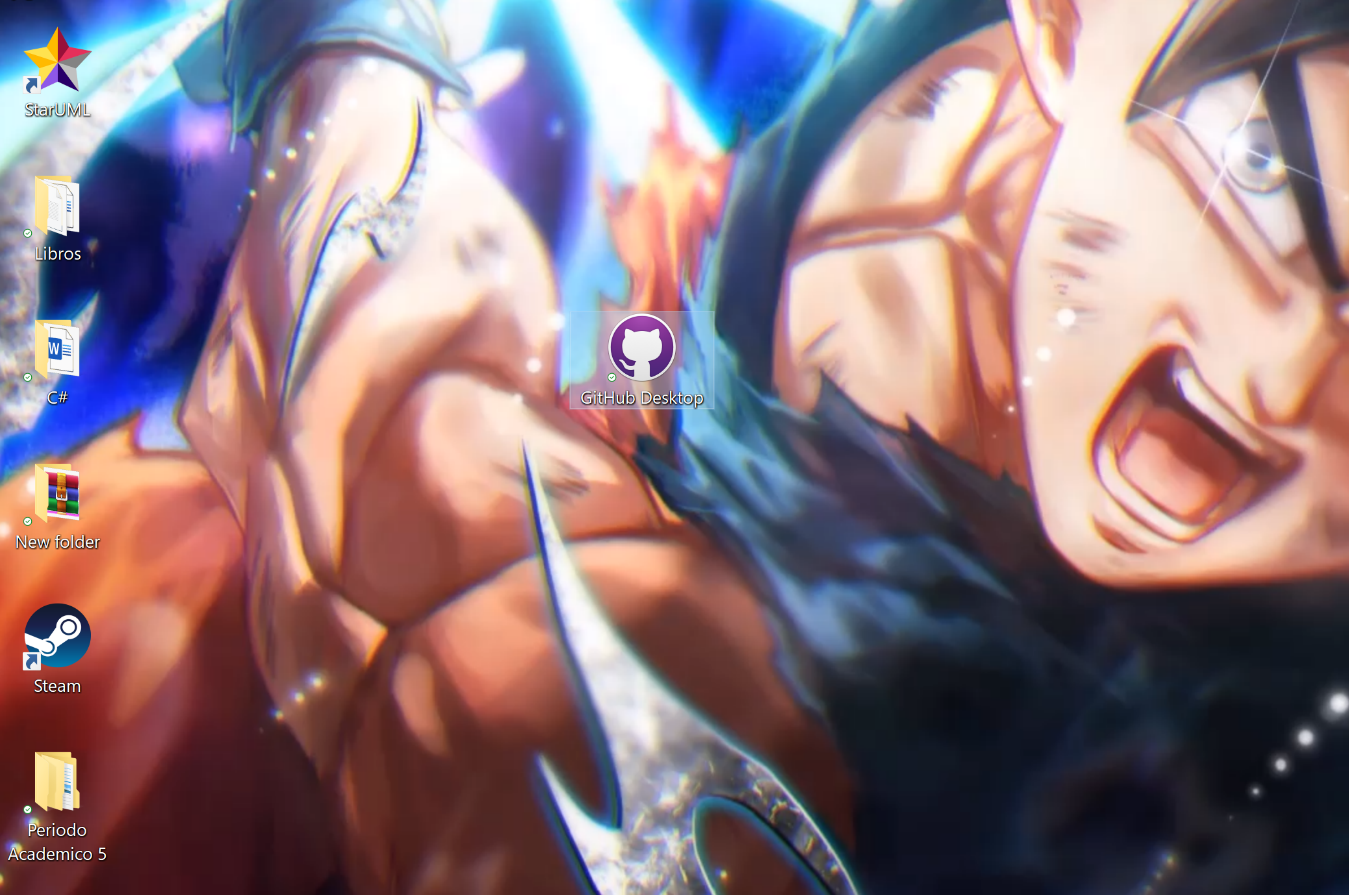 StarUML
Libros
C#
GitHub Desktop
New folder
Steam
Periodo
Academico 5